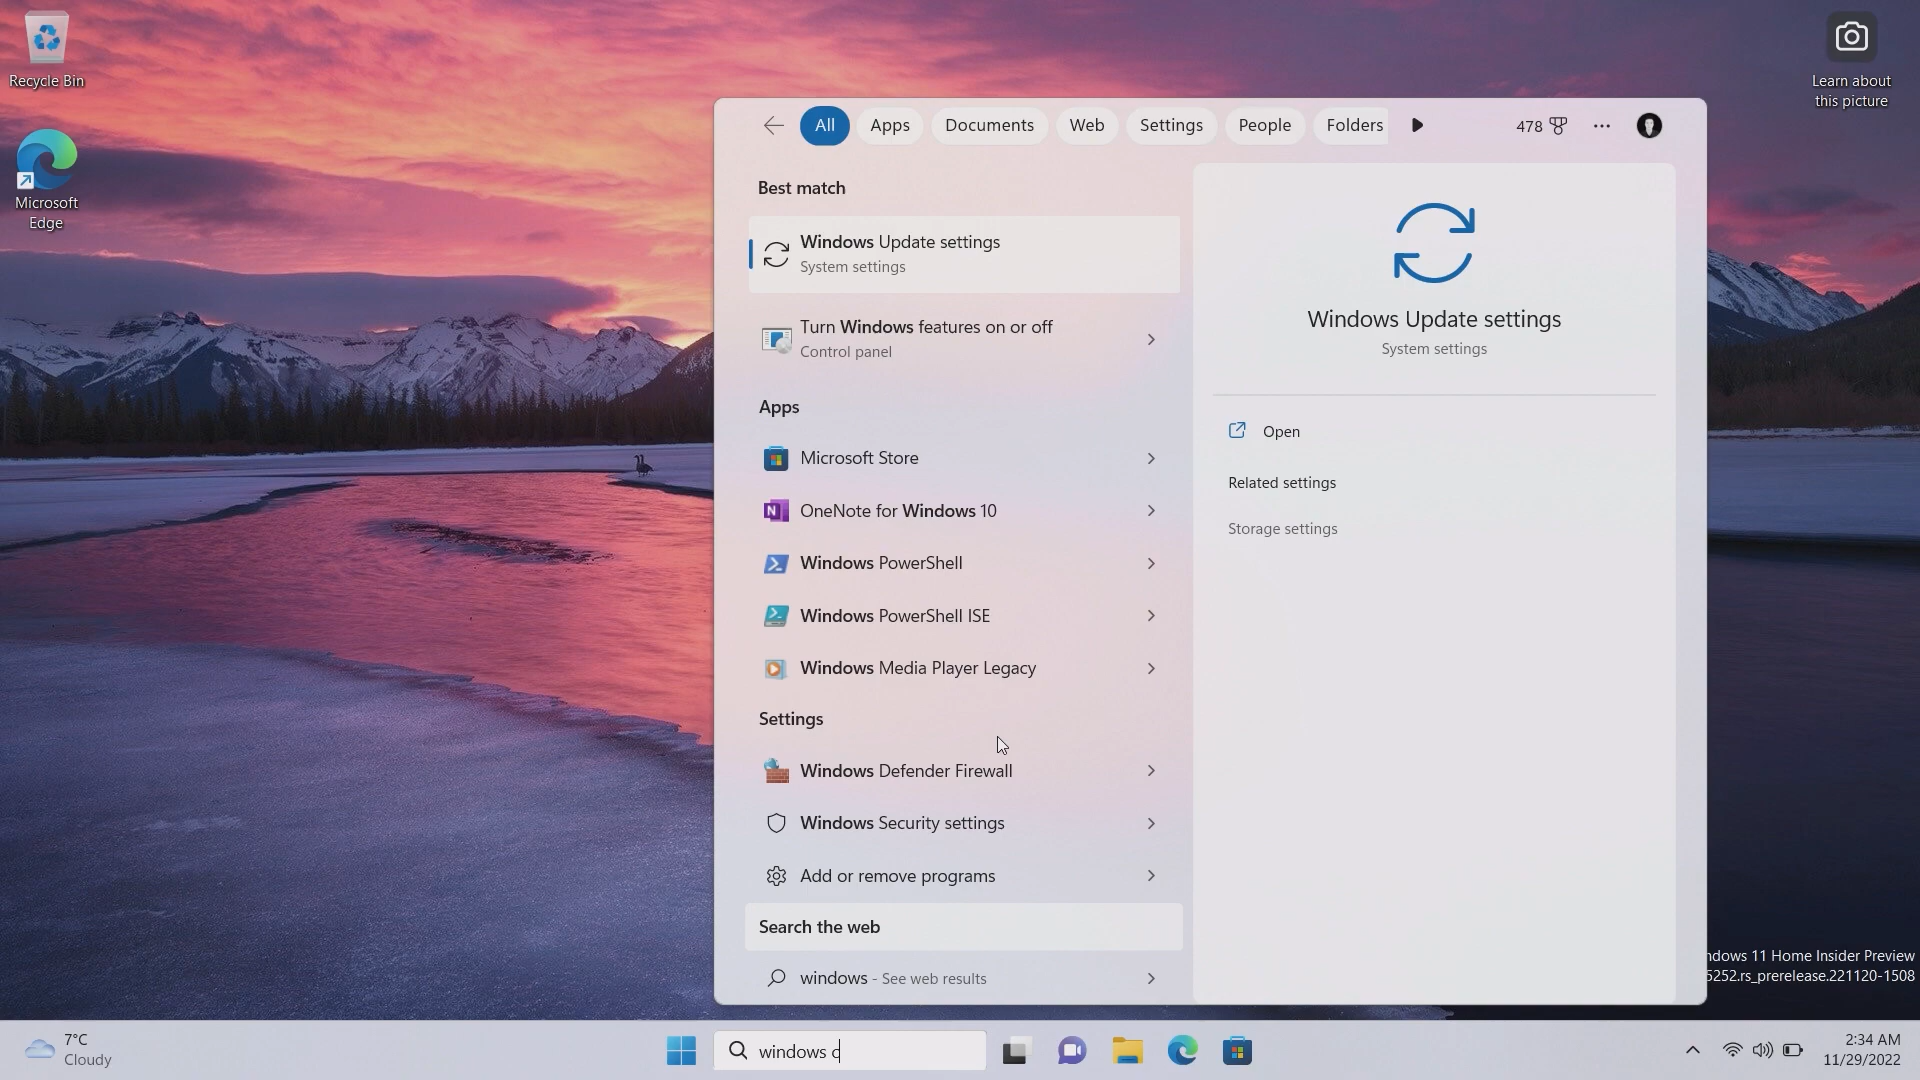 Recycle Bin
Microsoft
Edge
Learn about
this picture
All
Apps
Documents
Web
Settings
People
Folders
478
Best match
Windows Update settings
System settings
Turn Windows features on or off
Control panel
Apps
Microsoft Store
OneNote for Windows 10
Windows PowerShell
Windows PowerShell ISE
Windows Media Player Legacy
Settings
Windows Defender Firewall
Windows Security settings
Add or remove programs
Search the web
windows - See web results
Windows Update settings
System settings
Open
Related settings
Storage settings
ndows 11 Home Insider Preview
5252.rs_prerelease.221120-1508
7°C
Cloudy
windows c
2:34 AM
11/29/2022